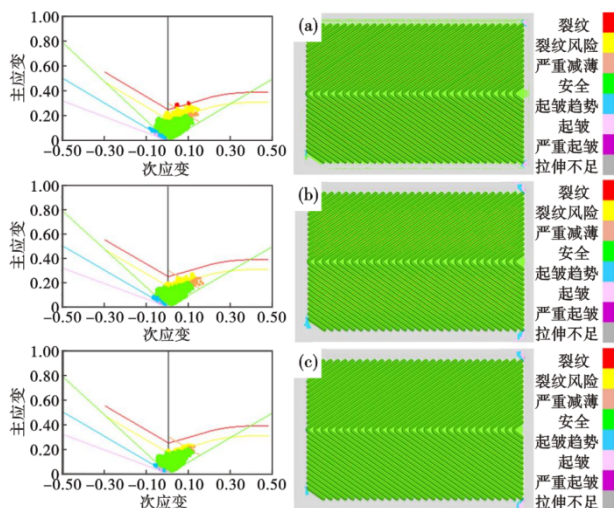 1.00
0.80
0.60
0.40
0.20
0
主应变
-0.50
-0.30
-0.10
0.10
0.30
0.50
次应变
(a)
裂纹
裂纹风险
严重减薄
安全
起皱趋势
起皱
严重起皱
拉伸不足
1.00
0.80
0.60
0.40
0.20
0
主应变
-0.50
-0.30
-0.10
0.10
0.30
0.50
次应变
(b)
裂纹
裂纹风险
严重减薄
安全
起皱趋势
起皱
严重起皱
拉伸不足
1.00
0.80
0.60
0.40
0.20
0
主应变
-0.50
-0.30
-0.10
0.10
0.30
0.50
次应变
(c)
裂纹
裂纹风险
严重减薄
安全
起皱趋势
起皱
严重起皱
拉伸不足